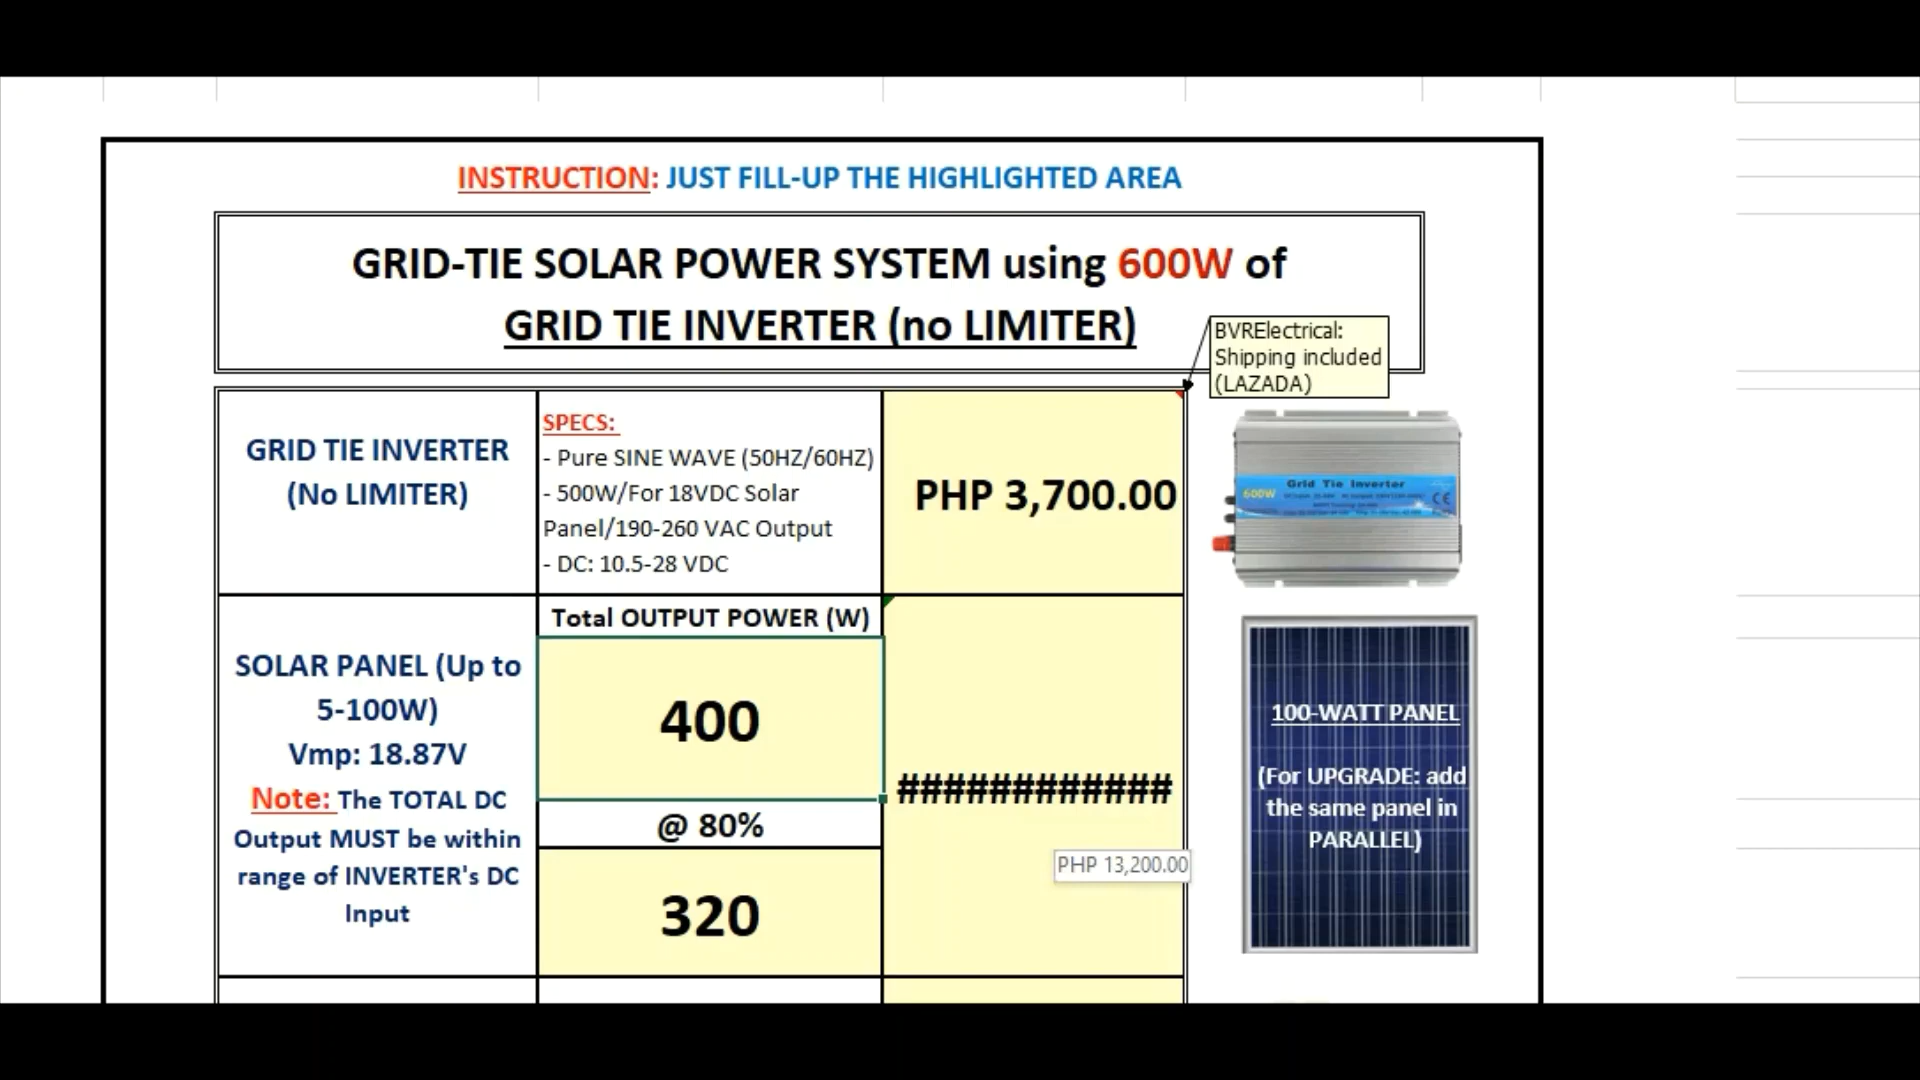 INSTRUCTION: JUST FILL-UP THE HIGHLIGHTED AREA
GRID-TIE SOLAR POWER SYSTEM using 600W of
GRID TIE INVERTER (no LIMITER)
BVRElectrical:
Shipping included
(LAZADA)
GRID TIE INVERTER
(No LIMITER)
SPECS:
- Pure SINE WAVE (50HZ/60HZ)
- 500W/For 18VDC Solar
Panel/190-260 VAC Output
- DC: 10.5-28 VDC
PHP 3,700.00
Grid Tie Inverter
600W
CE
SOLAR PANEL (Up to
5-100W)
Vmp: 18.87V
Note: The TOTAL DC
Output MUST be within
range of INVERTER's DC
Input
Total OUTPUT POWER (W)
400
@ 80%
320
############
PHP 13,200.00
100-WATT PANEL
(For UPGRADE: add
the same panel in
PARALLEL)